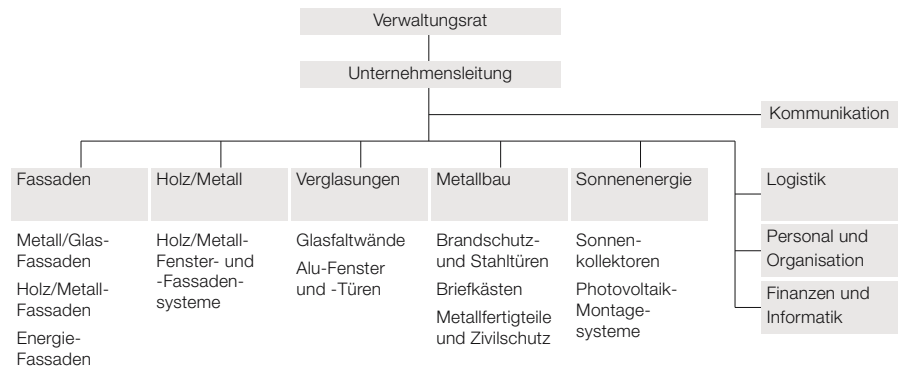 Verwaltungsrat
Unternehmensleitung
Kommunikation
Fassaden
Holz/Metall
Verglasungen
Metallbau
Sonnenenergie
Logistik
Metall/Glas-
Fassaden
Holz/Metall-
Fassaden
Energie-
Fassaden
Holz/Metall-
Fenster- und
-Fassaden-
systeme
Glasfaltwände
Alu-Fenster
und -Türen
Brandschutz-
und Stahltüren
Briefkästen
Metallfertigteile
und Zivilschutz
Sonnen-
kollektoren
Photovoltaik-
Montage-
systeme
Personal und
Organisation
Finanzen und
Informatik